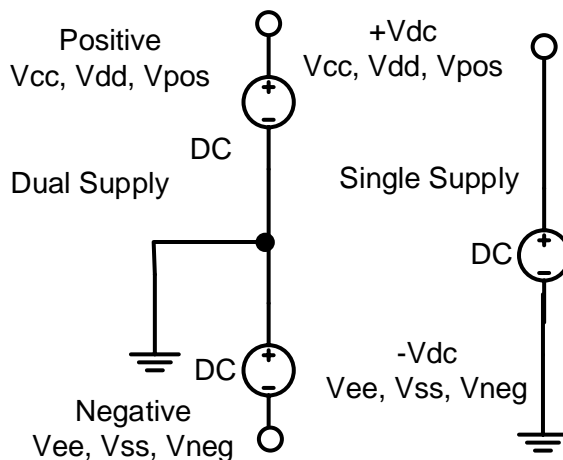 Positive
Vcc, Vdd, Vpos
+
-
DC
Dual Supply
+
-
DC
Negative
Vee, Vss, Vneg
+Vdc
Vcc, Vdd, Vpos
Single Supply
+
-
DC
-Vdc
Vee, Vss, Vneg